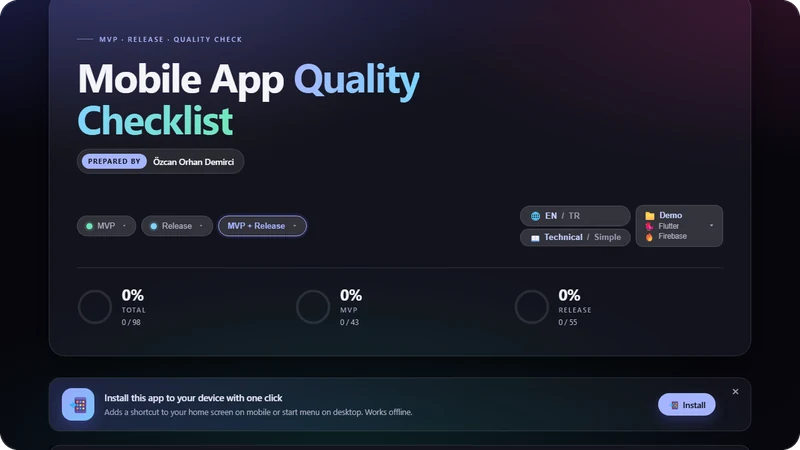 MVP · RELEASE · QUALITY CHECK
Mobile App Quality
Checklist
PREPARED BY Özcan Orhan Demirci
MVP
Release
MVP + Release
EN / TR
Technical / Simple
Demo
Flutter
Firebase
0%
TOTAL
0 / 98
0%
MVP
0 / 43
0%
RELEASE
0 / 55
Install this app to your device with one click
Adds a shortcut to your home screen on mobile or start menu on desktop. Works offline.
Install